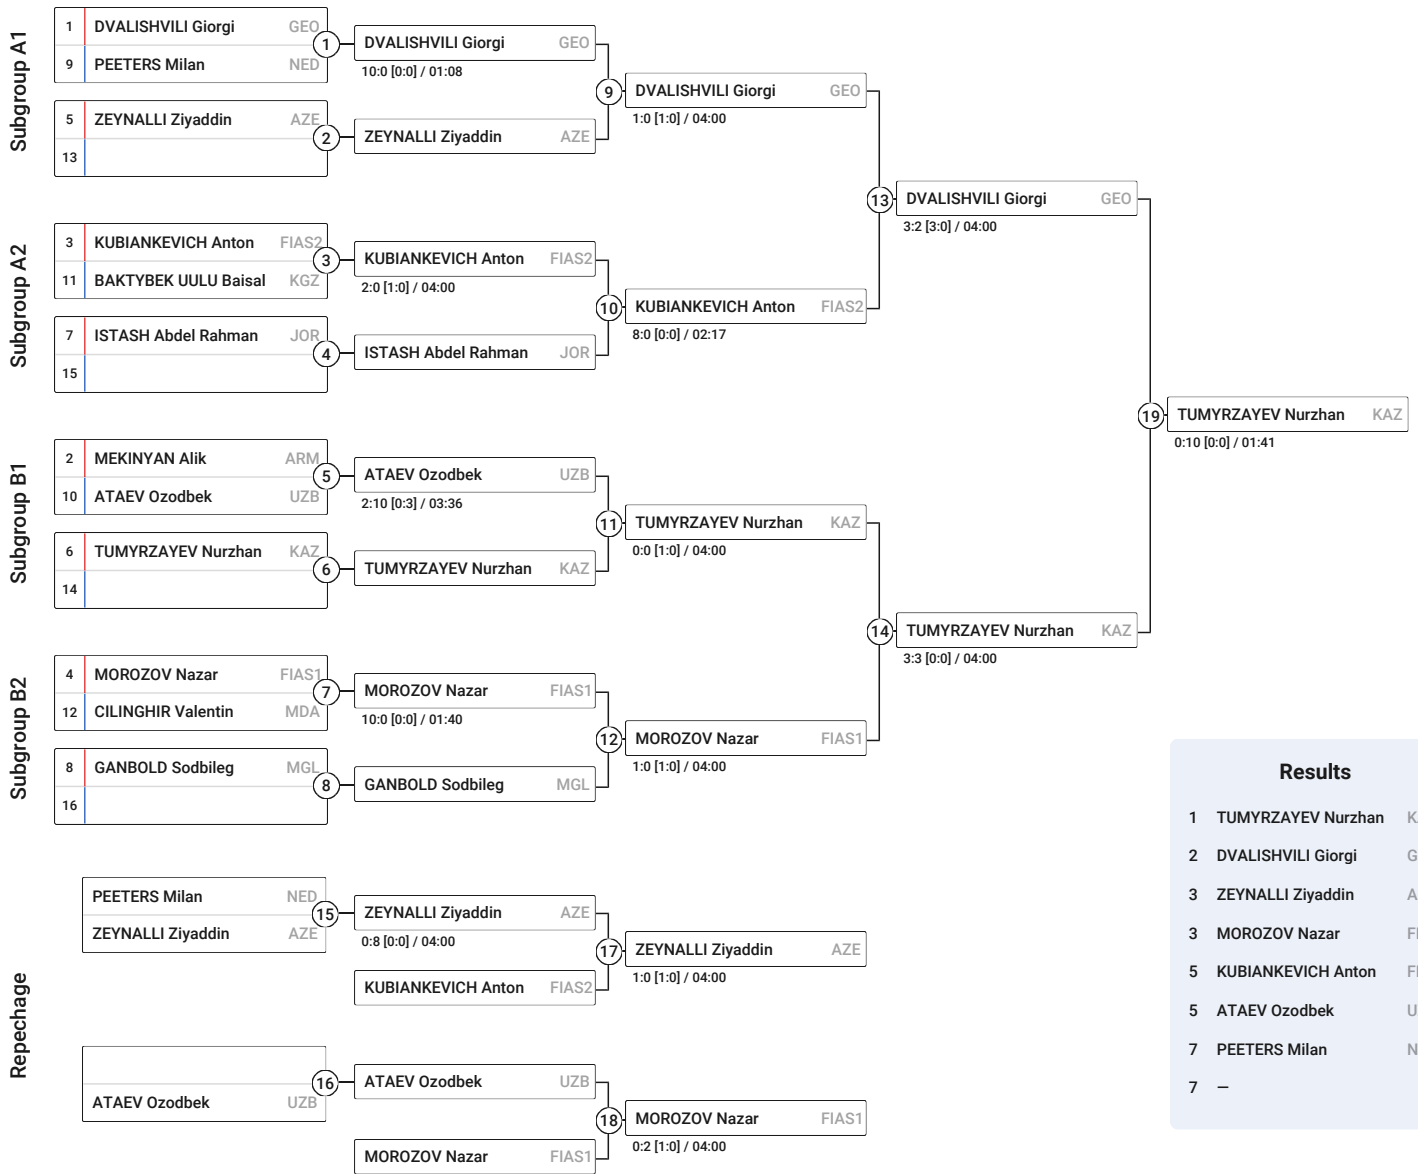 Subgroup A1
1 DVALISHVILI Giorgi GEO
9 PEETERS Milan NED
1
DVALISHVILI Giorgi GEO
10:0 [0:0] / 01:08
5 ZEYNALLI Ziyaddin AZE
13
2
ZEYNALLI Ziyaddin AZE
9
DVALISHVILI Giorgi GEO
1:0 [1:0] / 04:00
Subgroup A2
3 KUBIANKEVICH Anton FIAS2
11 BAKTYBEK UULU Baisal KGZ
3
KUBIANKEVICH Anton FIAS2
2:0 [1:0] / 04:00
7 ISTASH Abdel Rahman JOR
15
4
ISTASH Abdel Rahman JOR
10
KUBIANKEVICH Anton FIAS2
8:0 [0:0] / 02:17
13
DVALISHVILI Giorgi GEO
3:2 [3:0] / 04:00
Subgroup B1
2 MEKINYAN Alik ARM
10 ATAEV Ozodbek UZB
5
ATAEV Ozodbek UZB
2:10 [0:3] / 03:36
6 TUMYRZAYEV Nurzhan KAZ
14
6
TUMYRZAYEV Nurzhan KAZ
11
TUMYRZAYEV Nurzhan KAZ
0:0 [1:0] / 04:00
Subgroup B2
4 MOROZOV Nazar FIAS1
12 CILINGHIR Valentin MDA
7
MOROZOV Nazar FIAS1
10:0 [0:0] / 01:40
8 GANBOLD Sodbileg MGL
16
8
GANBOLD Sodbileg MGL
12
MOROZOV Nazar FIAS1
1:0 [1:0] / 04:00
14
TUMYRZAYEV Nurzhan KAZ
3:3 [0:0] / 04:00
19
TUMYRZAYEV Nurzhan KAZ
0:10 [0:0] / 01:41
Repechage
PEETERS Milan NED
ZEYNALLI Ziyaddin AZE
15
ZEYNALLI Ziyaddin AZE
0:8 [0:0] / 04:00
KUBIANKEVICH Anton FIAS2
17
ZEYNALLI Ziyaddin AZE
1:0 [1:0] / 04:00
ATAEV Ozodbek UZB
16
ATAEV Ozodbek UZB
MOROZOV Nazar FIAS1
18
MOROZOV Nazar FIAS1
0:2 [1:0] / 04:00
Results
1 TUMYRZAYEV Nurzhan
2 DVALISHVILI Giorgi
3 ZEYNALLI Ziyaddin
3 MOROZOV Nazar
5 KUBIANKEVICH Anton
5 ATAEV Ozodbek
7 PEETERS Milan
7 —